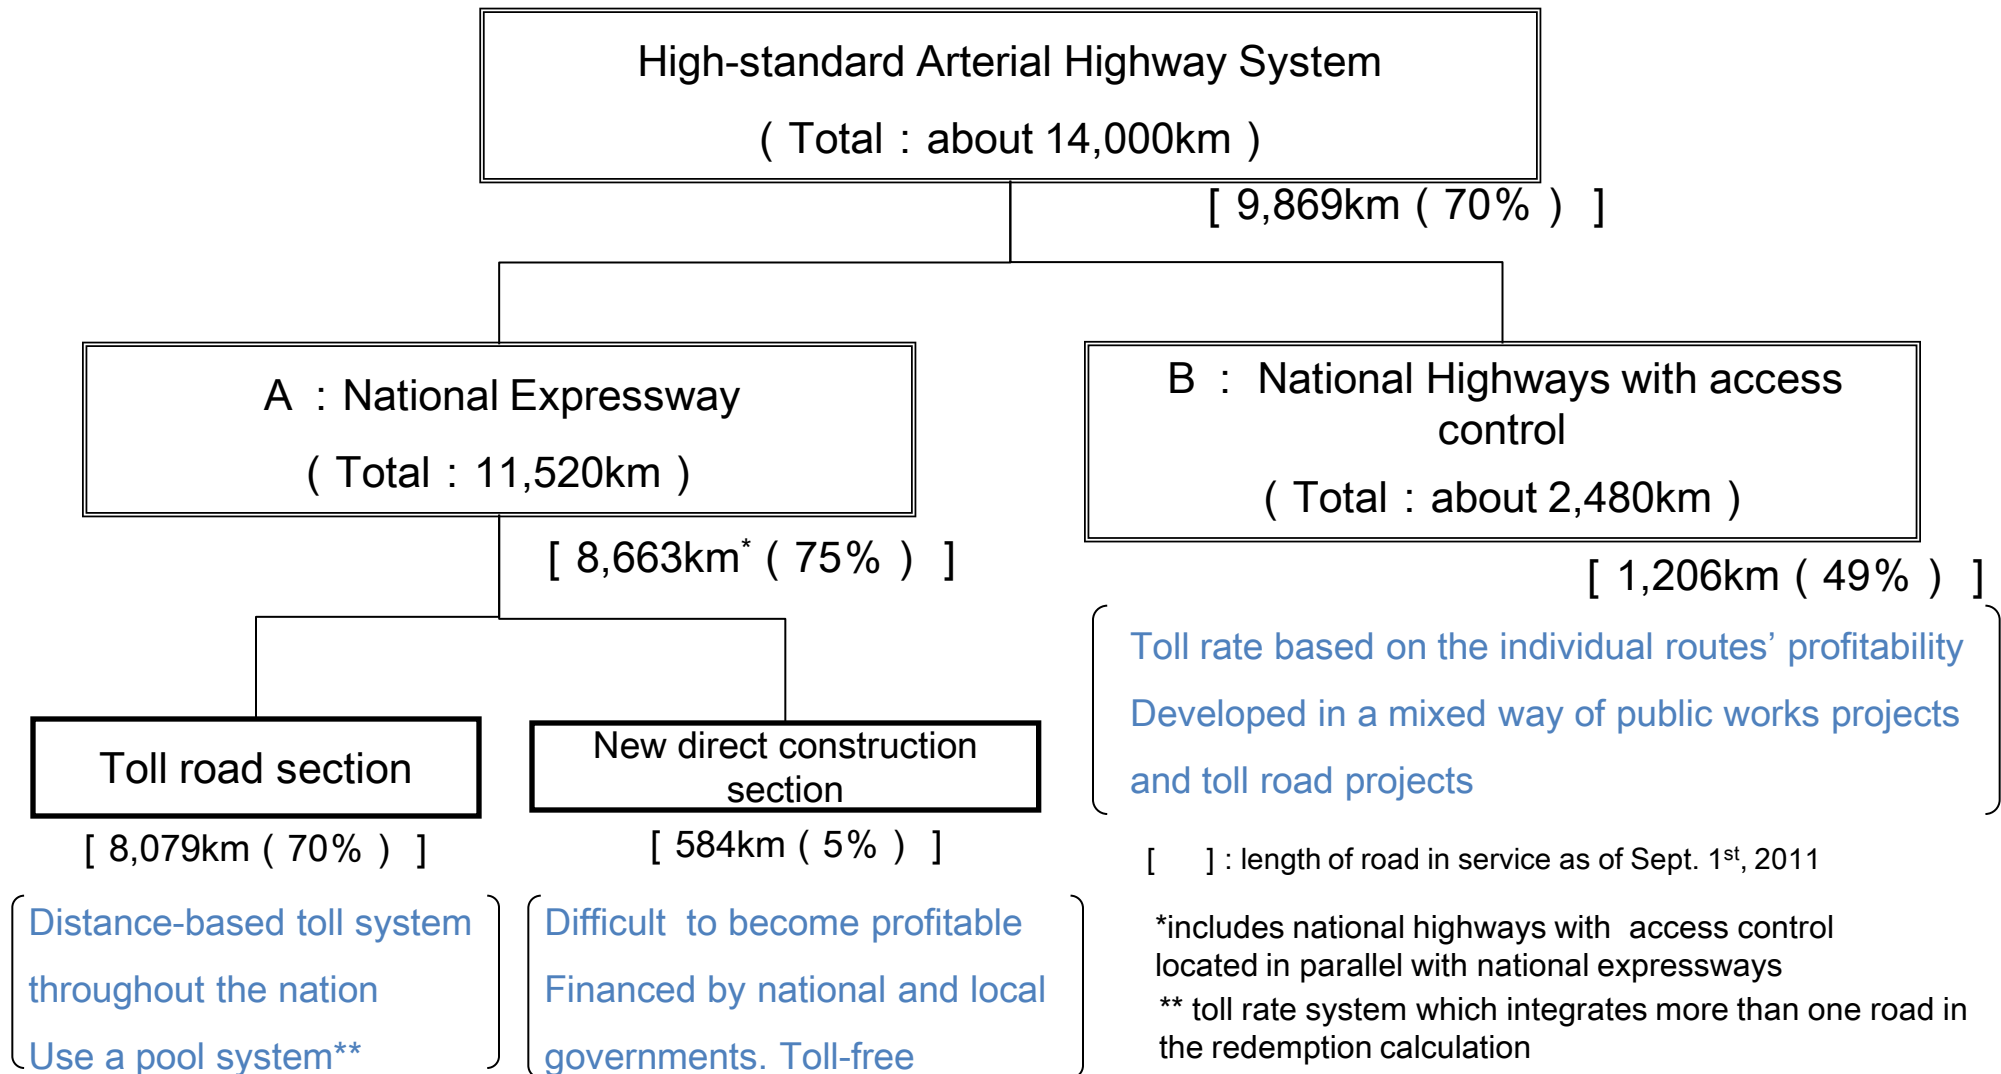 High-standard Arterial Highway System
( Total : about 14,000km )
[ 9,869km ( 70% ) ]
A : National Expressway
( Total : 11,520km )
[ 8,663km* ( 75% ) ]
B : National Highways with access
control
( Total : about 2,480km )
[ 1,206km ( 49% ) ]
Toll rate based on the individual routes’ profitability
Developed in a mixed way of public works projects
and toll road projects
Toll road section
[ 8,079km ( 70% ) ]
Distance-based toll system
throughout the nation
Use a pool system**
New direct construction
section
[ 584km ( 5% ) ]
Difficult to become profitable
Financed by national and local
governments. Toll-free
[ ] : length of road in service as of Sept. 1st, 2011
*includes national highways with access control
located in parallel with national expressways
** toll rate system which integrates more than one road in
the redemption calculation